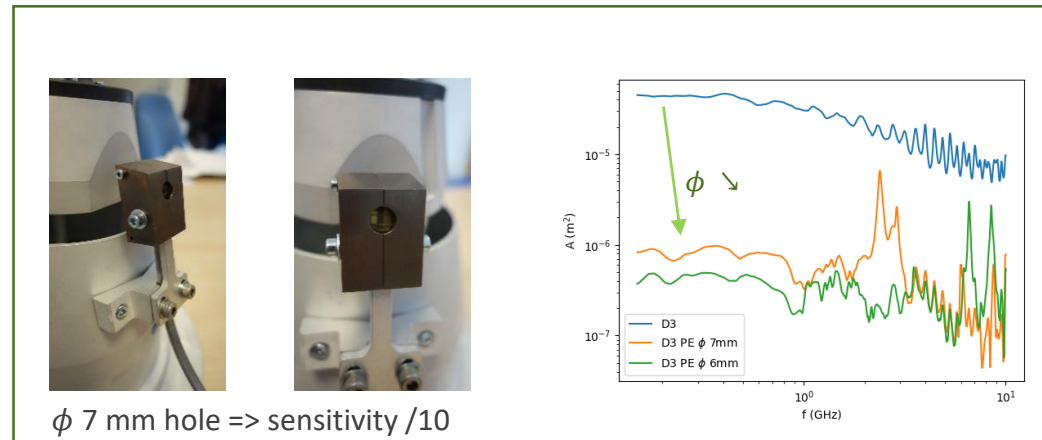 ϕ 7 mm hole => sensitivity /10
A (m²)
10⁻⁵
10⁻⁶
10⁻⁷
ϕ ↘
D3
D3 PE ϕ 7mm
D3 PE ϕ 6mm
10⁰
10¹
f (GHz)